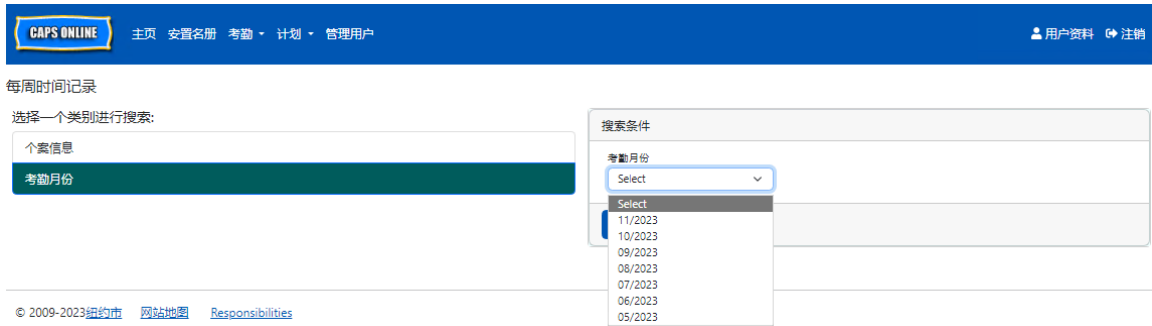 CAPS ONLINE 主页 安置名册 考勤 计划 管理用户 用户资料 注销
每周时间记录
选择一个类别进行搜索:
个案信息
考勤月份
搜索条件
考勤月份
Select
Select
11/2023
10/2023
09/2023
08/2023
07/2023
06/2023
05/2023
© 2009-2023纽约市 网站地图 Responsibilities